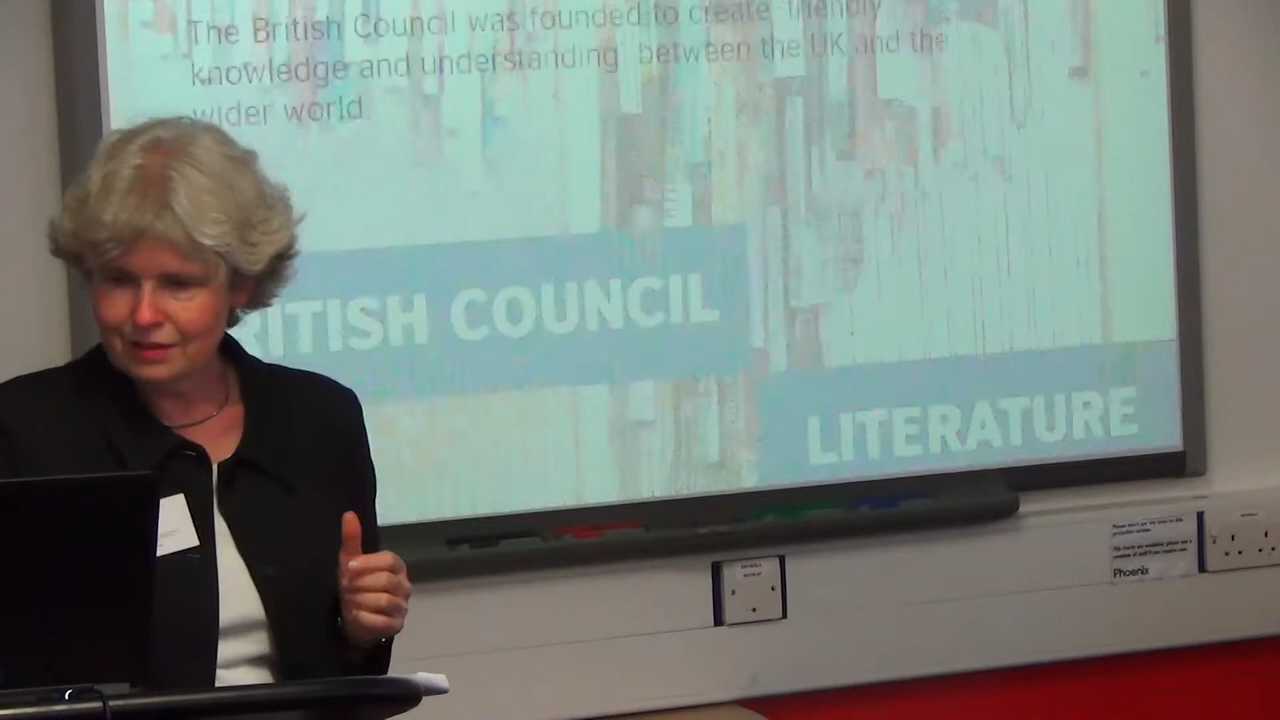 The British Council was founded to create friendly
knowledge and understanding between the UK and the
wider world
BRITISH COUNCIL
LITERATURE
Phoenix